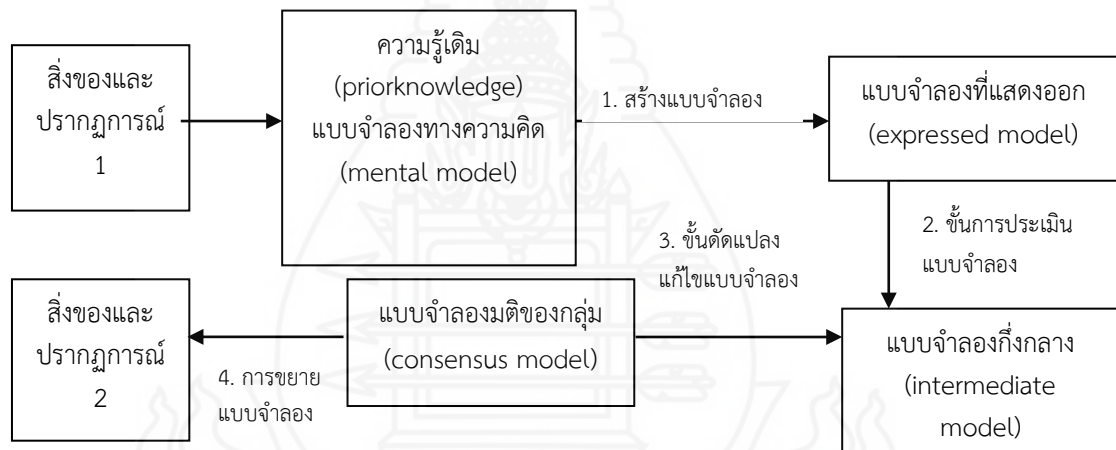 สิ่งของและ
ปรากฏการณ์
1
ความรู้เดิม
(priorknowledge)
แบบจำลองทางความคิด
(mental model)
1. สร้างแบบจำลอง
แบบจำลองที่แสดงออก
(expressed model)
2. ขั้นการประเมิน
แบบจำลอง
แบบจำลองกึ่งกลาง
(intermediate
model)
3. ขั้นดัดแปลง
แก้ไขแบบจำลอง
แบบจำลองมติของกลุ่ม
(consensus model)
4. การขยาย
แบบจำลอง
สิ่งของและ
ปรากฏการณ์
2